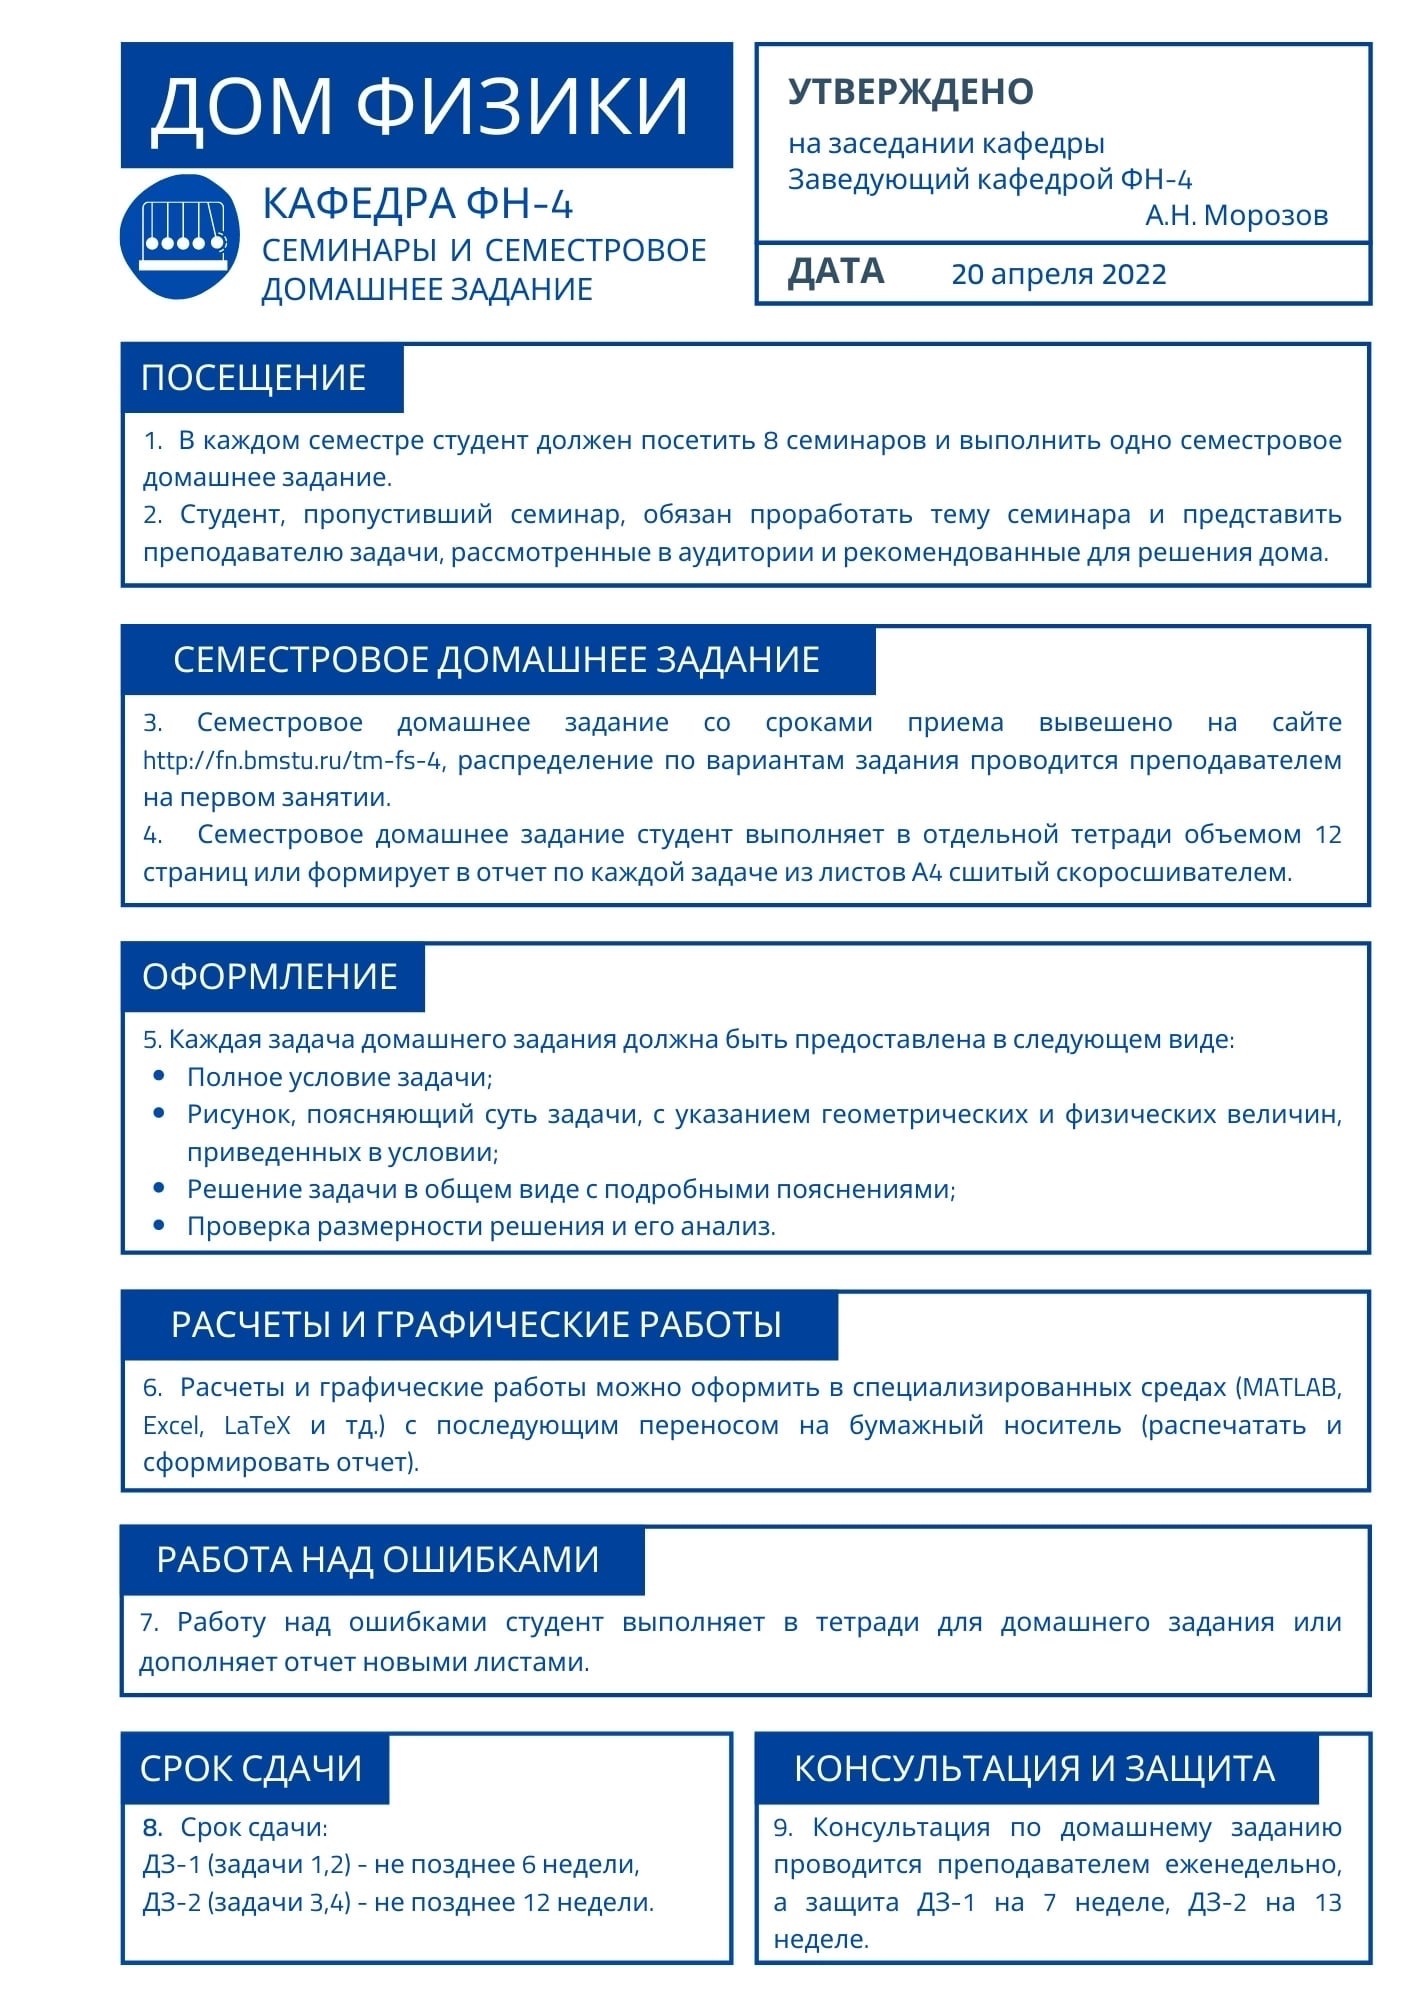 ДОМ ФИЗИКИ
КАФЕДРА ФН-4
СЕМИНАРЫ И СЕМЕСТРОВОЕ
ДОМАШНЕЕ ЗАДАНИЕ
УТВЕРЖДЕНО
на заседании кафедры
Заведующий кафедрой ФН-4
А.Н. Морозов
ДАТА 20 апреля 2022
ПОСЕЩЕНИЕ
1. В каждом семестре студент должен посетить 8 семинаров и выполнить одно семестровое
домашнее задание.
2. Студент, пропустивший семинар, обязан проработать тему семинара и представить
преподавателю задачи, рассмотренные в аудитории и рекомендованные для решения дома.
СЕМЕСТРОВОЕ ДОМАШНЕЕ ЗАДАНИЕ
3. Семестровое домашнее задание со сроками приема вывешено на сайте
http://fn.bmstu.ru/tm-fs-4, распределение по вариантам задания проводится преподавателем
на первом занятии.
4. Семестровое домашнее задание студент выполняет в отдельной тетради объемом 12
страниц или формирует в отчет по каждой задаче из листов А4 сшитый скоросшивателем.
ОФОРМЛЕНИЕ
5. Каждая задача домашнего задания должна быть предоставлена в следующем виде:
• Полное условие задачи;
• Рисунок, поясняющий суть задачи, с указанием геометрических и физических величин,
приведенных в условии;
• Решение задачи в общем виде с подробными пояснениями;
• Проверка размерности решения и его анализ.
РАСЧЕТЫ И ГРАФИЧЕСКИЕ РАБОТЫ
6. Расчеты и графические работы можно оформить в специализированных средах (MATLAB,
Excel, LaTeX и тд.) с последующим переносом на бумажный носитель (распечатать и
сформировать отчет).
РАБОТА НАД ОШИБКАМИ
7. Работу над ошибками студент выполняет в тетради для домашнего задания или
дополняет отчет новыми листами.
СРОК СДАЧИ
8. Срок сдачи:
ДЗ-1 (задачи 1,2) - не позднее 6 недели,
ДЗ-2 (задачи 3,4) - не позднее 12 недели.
КОНСУЛЬТАЦИЯ И ЗАЩИТА
9. Консультация по домашнему заданию
проводится преподавателем еженедельно,
а защита ДЗ-1 на 7 неделе, ДЗ-2 на 13
неделе.